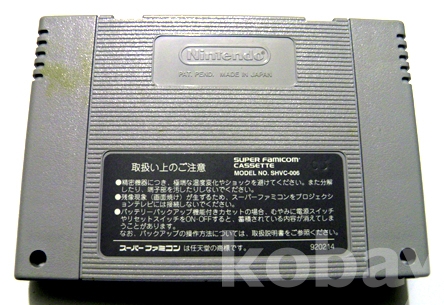 Nintendo
PAT. PEND. MADE IN JAPAN
取扱い上のご注意
SUPER FAMICOM
CASSETTE
MODEL NO. SHVC-006
●精密機器につき、極端な温度変化やショックを避けてください。また分解
したり、端子部を汚したりしないでください。
●残像現象(画面焼け)が生ずるため、スーパーファミコンをプロジェクショ
ンテレビには接続しないでください。
●バッテリーバックアップ機能付きカセットの場合、むやみに電源スイッチ
やリセットスイッチをON・OFFすると、蓄積されている内容が消えてしま
うことがあります。
なお、バックアップの操作方法については、取扱説明書をご参照ください。
スーパーファミコン は任天堂の商標です。
920214
kobay